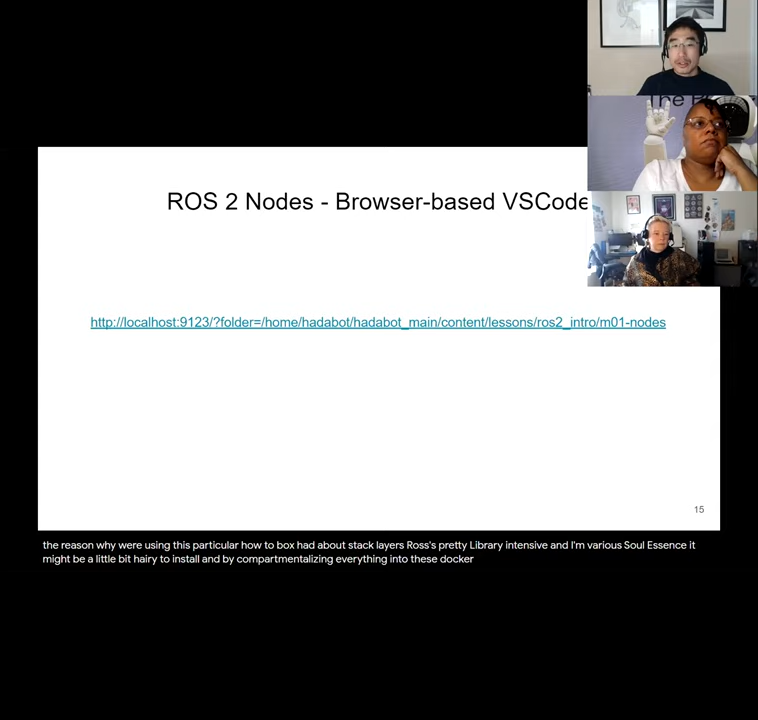 The
ROS 2 Nodes - Browser-based VSCode
http://localhost:9123/?folder=/home/hadabot/hadabot_main/content/lessons/ros2_intro/m01-nodes
15
the reason why were using this particular how to box had about stack layers Ross's pretty Library intensive and I'm various Soul Essence it
might be a little bit hairy to install and by compartmentalizing everything into these docker